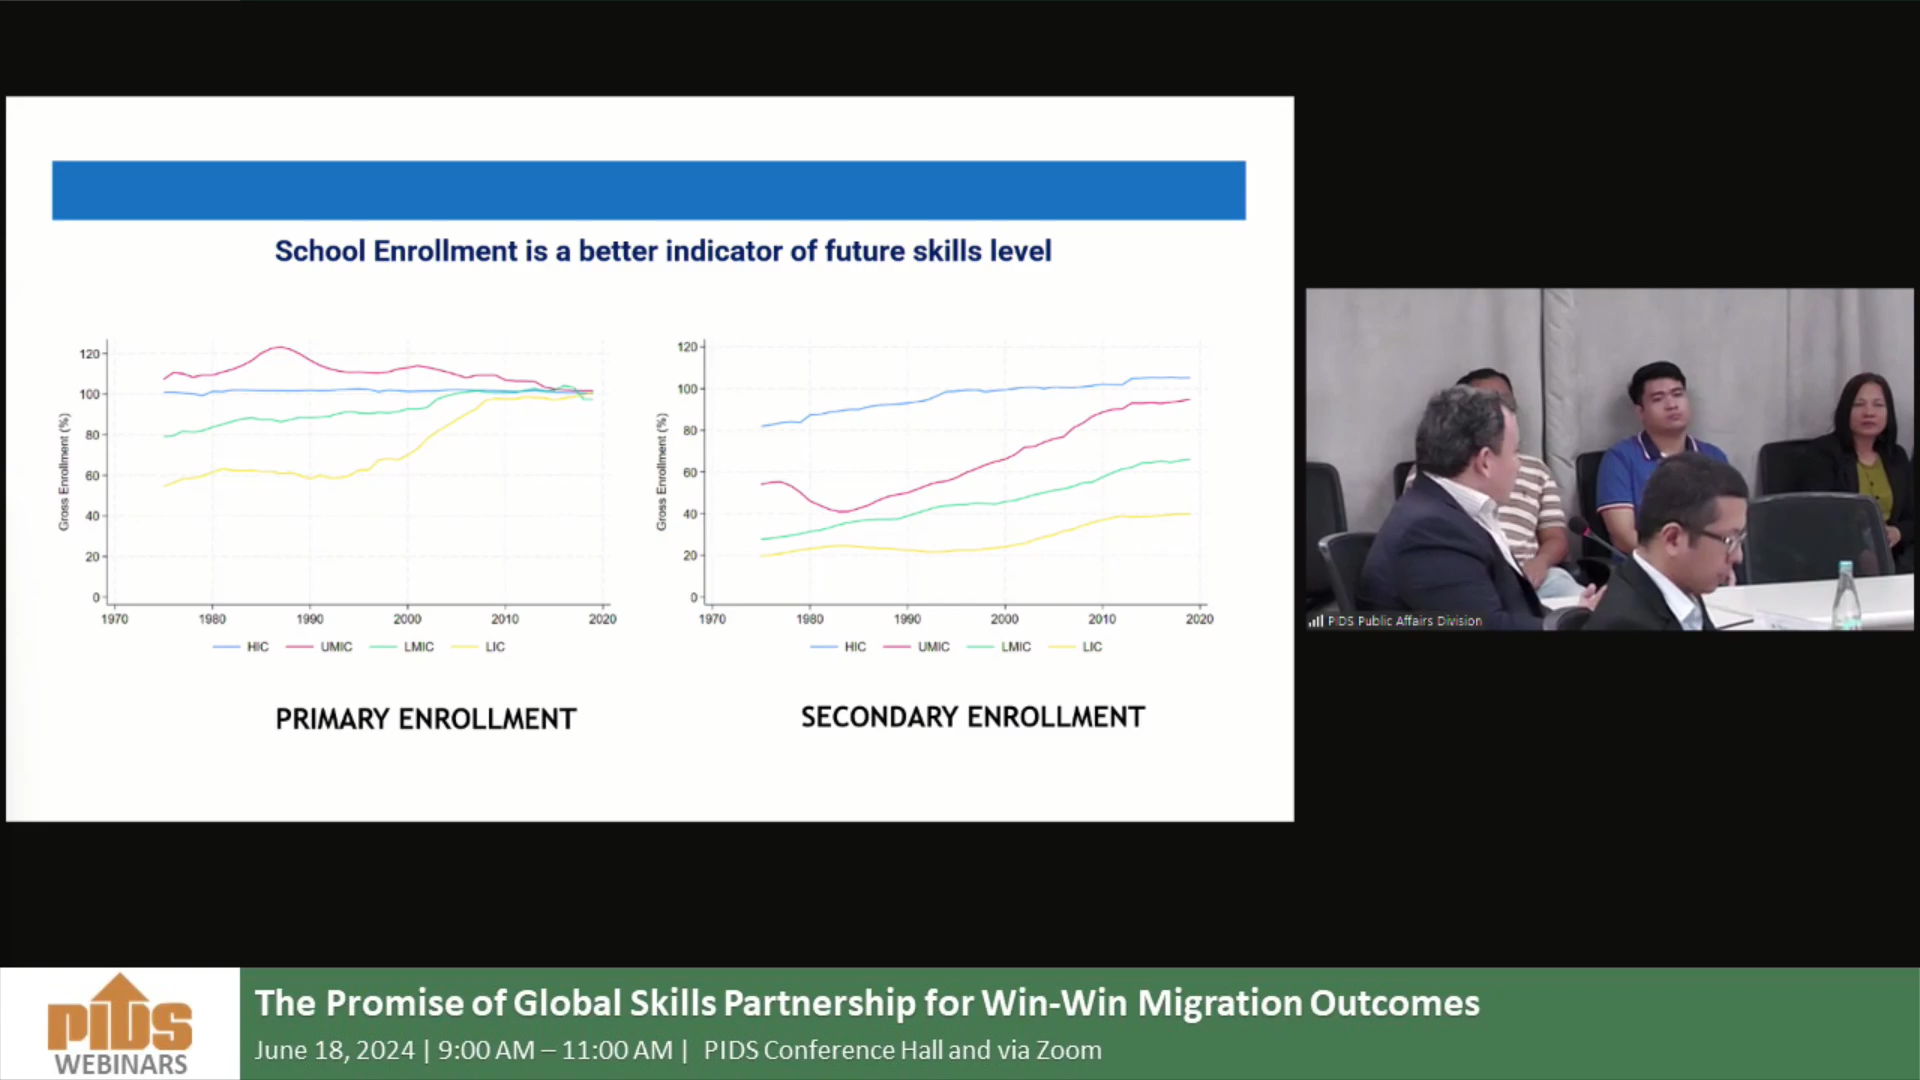 School Enrollment is a better indicator of future skills level
Gross Enrollment (%)
120
100
80
60
40
20
0
1970 1980 1990 2000 2010 2020
HIC UMIC LMIC LIC
PRIMARY ENROLLMENT
Gross Enrollment (%)
120
100
80
60
40
20
0
1970 1980 1990 2000 2010 2020
HIC UMIC LMIC LIC
SECONDARY ENROLLMENT
PIDS Public Affairs Division
PIDS
WEBINARS
The Promise of Global Skills Partnership for Win-Win Migration Outcomes
June 18, 2024 | 9:00 AM – 11:00 AM | PIDS Conference Hall and via Zoom